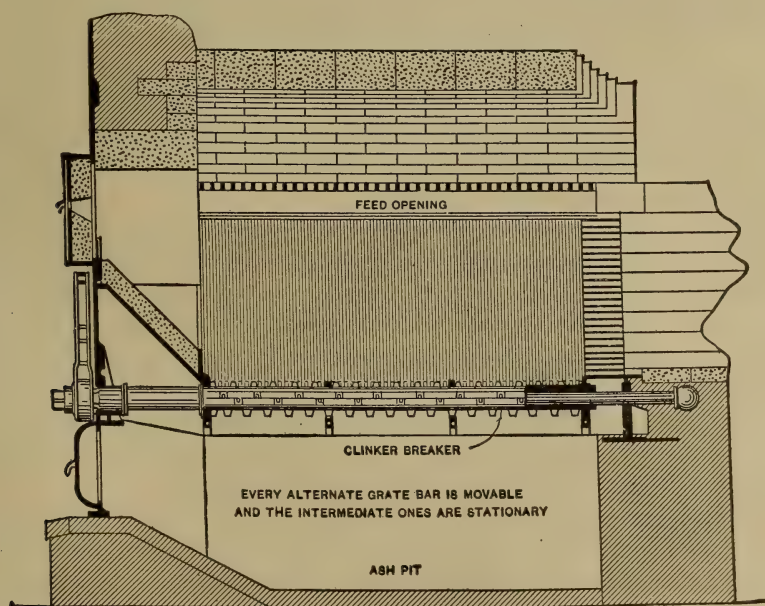 FEED OPENING
CLINKER BREAKER
EVERY ALTERNATE GRATE BAR IS MOVABLE
AND THE INTERMEDIATE ONES ARE STATIONARY
ASH PIT